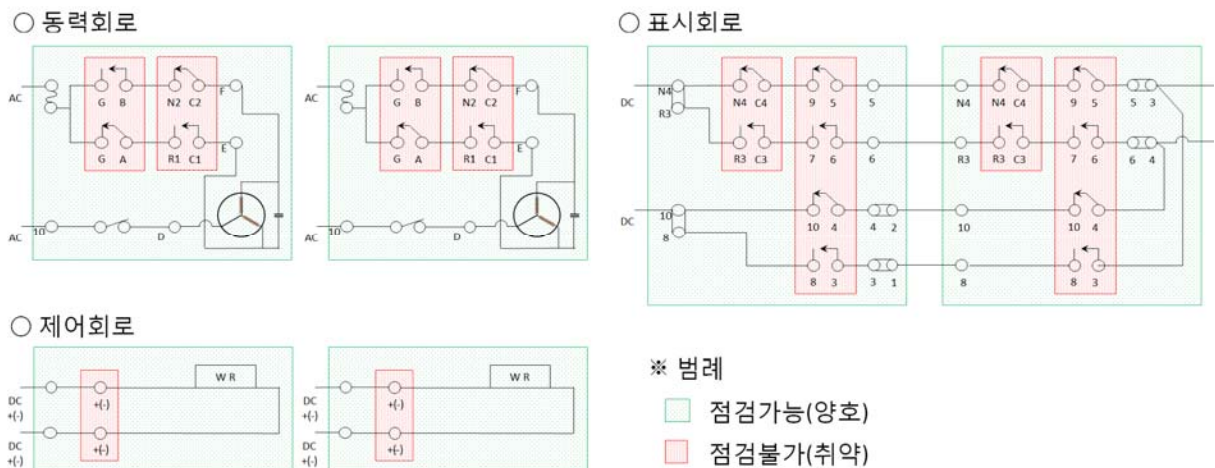 ○ 동력회로
AC
G B N2 C2 F
G A R1 C1 E
AC 10 D
AC
G B N2 C2 F
G A R1 C1 E
AC 10 D
○ 표시회로
DC N4 N4 C4 9 5 5 N4 N4 C4 9 5 5 3
R3 R3 C3 7 6 6 R3 R3 C3 7 6 6 4
DC 10 10 4 4 2 10 10 4
8 8 3 3 1 8 8 3
○ 제어회로
W R
DC
+(-) +(-)
DC
+(-) +(-)
W R
DC
+(-) +(-)
DC
+(-) +(-)
※ 범례
점검가능(양호)
점검불가(취약)